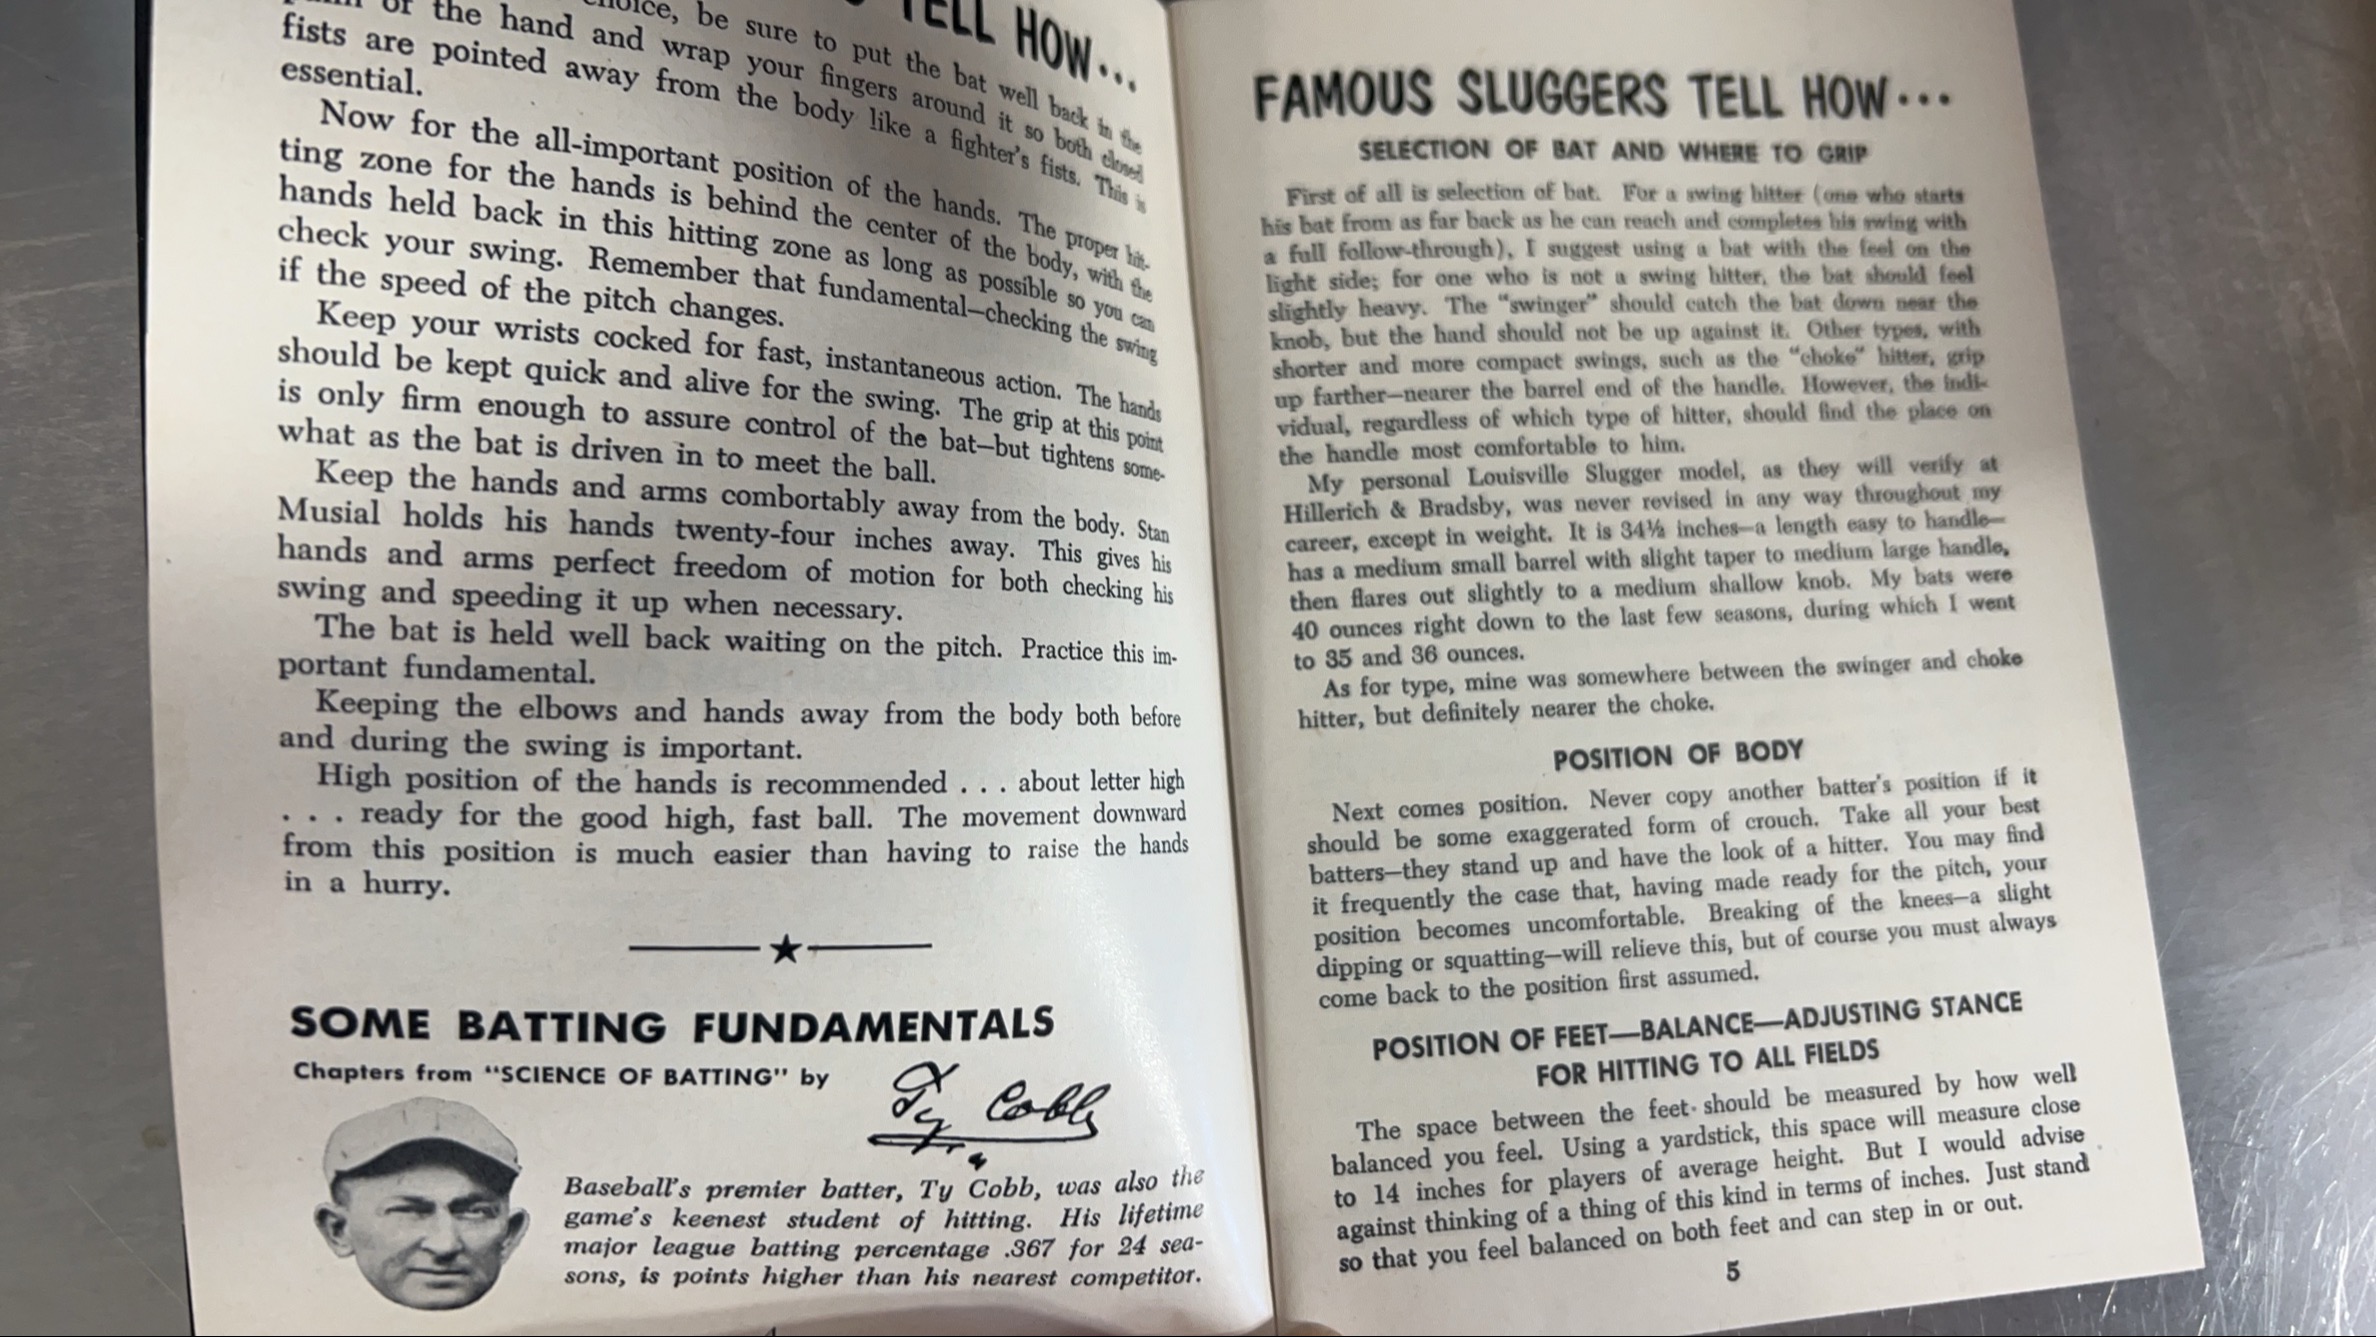 TELL HOW...
choice, be sure to put the bat well back in the
of the hand and wrap your fingers around it so both closed
fists are pointed away from the body like a fighter's fists. This is
essential.
Now for the all-important position of the hands. The proper hit-
ting zone for the hands is behind the center of the body, with the
hands held back in this hitting zone as long as possible so you can
check your swing. Remember that fundamental—checking the swing
if the speed of the pitch changes.
Keep your wrists cocked for fast, instantaneous action. The hands
should be kept quick and alive for the swing. The grip at this point
is only firm enough to assure control of the bat—but tightens some-
what as the bat is driven in to meet the ball.
Keep the hands and arms combortably away from the body. Stan
Musial holds his hands twenty-four inches away. This gives his
hands and arms perfect freedom of motion for both checking his
swing and speeding it up when necessary.
The bat is held well back waiting on the pitch. Practice this im-
portant fundamental.
Keeping the elbows and hands away from the body both before
and during the swing is important.
High position of the hands is recommended . . . about letter high
. . . ready for the good high, fast ball. The movement downward
from this position is much easier than having to raise the hands
in a hurry.
SOME BATTING FUNDAMENTALS
Chapters from "SCIENCE OF BATTING" by
Ty Cobb
Baseball's premier batter, Ty Cobb, was also the
game's keenest student of hitting. His lifetime
major league batting percentage .367 for 24 sea-
sons, is points higher than his nearest competitor.
FAMOUS SLUGGERS TELL HOW...
SELECTION OF BAT AND WHERE TO GRIP
First of all is selection of bat. For a swing hitter (one who starts
his bat from as far back as he can reach and completes his swing with
a full follow-through), I suggest using a bat with the feel on the
light side; for one who is not a swing hitter, the bat should feel
slightly heavy. The "swinger" should catch the bat down near the
knob, but the hand should not be up against it. Other types, with
shorter and more compact swings, such as the "choke" hitter, grip
up farther—nearer the barrel end of the handle. However, the indi-
vidual, regardless of which type of hitter, should find the place on
the handle most comfortable to him.
My personal Louisville Slugger model, as they will verify at
Hillerich & Bradsby, was never revised in any way throughout my
career, except in weight. It is 34½ inches—a length easy to handle—
has a medium small barrel with slight taper to medium large handle,
then flares out slightly to a medium shallow knob. My bats were
40 ounces right down to the last few seasons, during which I went
to 35 and 36 ounces.
As for type, mine was somewhere between the swinger and choke
hitter, but definitely nearer the choke.
POSITION OF BODY
Next comes position. Never copy another batter's position if it
should be some exaggerated form of crouch. Take all your best
batters—they stand up and have the look of a hitter. You may find
it frequently the case that, having made ready for the pitch, your
position becomes uncomfortable. Breaking of the knees—a slight
dipping or squatting—will relieve this, but of course you must always
come back to the position first assumed.
POSITION OF FEET—BALANCE—ADJUSTING STANCE
FOR HITTING TO ALL FIELDS
The space between the feet should be measured by how well
balanced you feel. Using a yardstick, this space will measure close
to 14 inches for players of average height. But I would advise
against thinking of a thing of this kind in terms of inches. Just stand
so that you feel balanced on both feet and can step in or out.
5